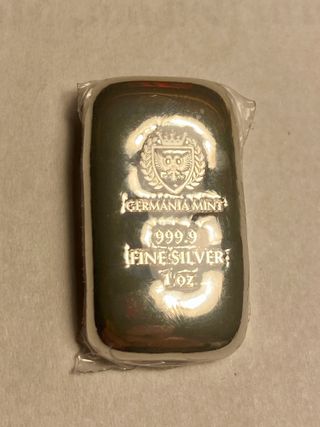 GERMANIA MINT
999.9
FINE SILVER
1 oz